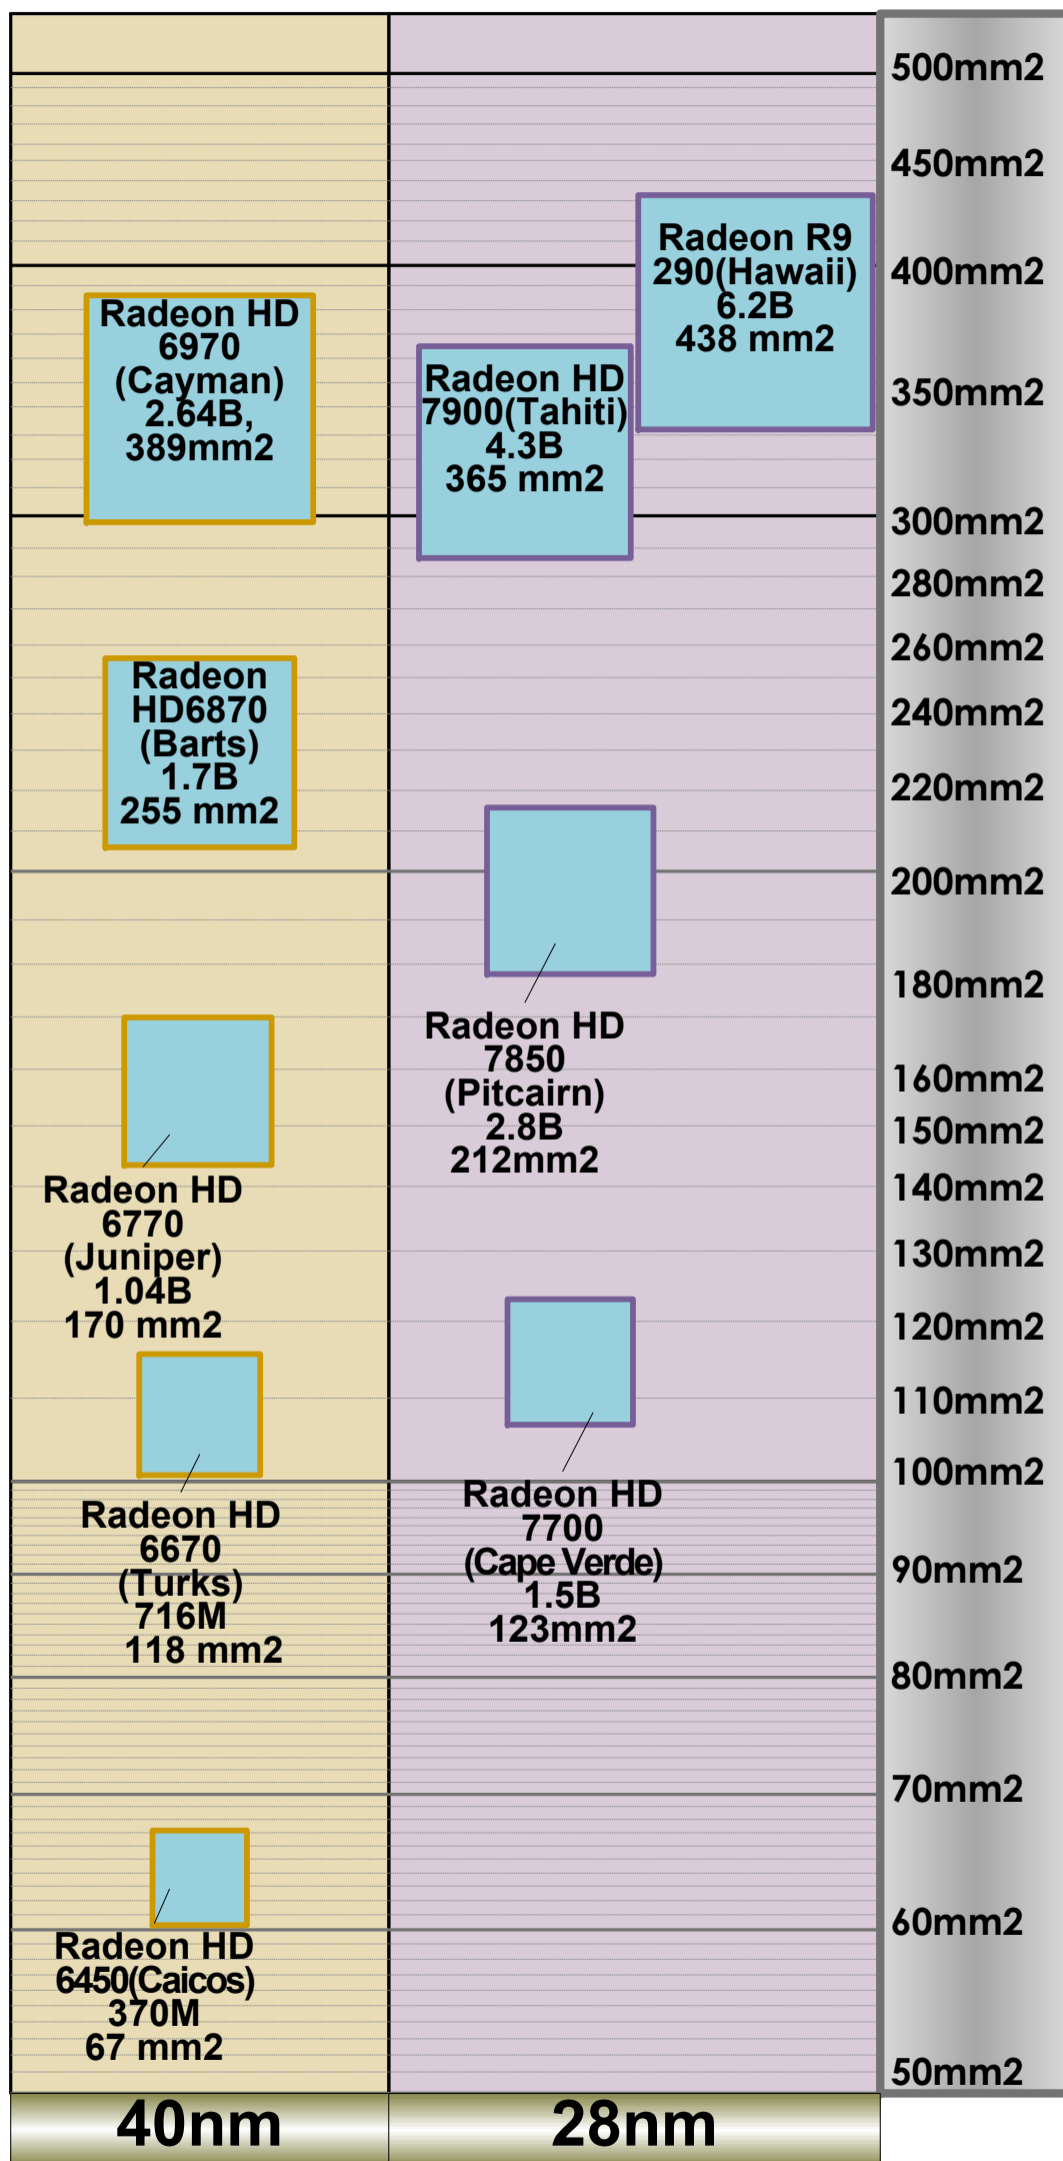 500mm2
450mm2
400mm2
350mm2
300mm2
280mm2
260mm2
240mm2
220mm2
200mm2
180mm2
160mm2
150mm2
140mm2
130mm2
120mm2
110mm2
100mm2
90mm2
80mm2
70mm2
60mm2
50mm2
Radeon HD
6970
(Cayman)
2.64B,
389mm2
Radeon
HD6870
(Barts)
1.7B
255 mm2
Radeon HD
6770
(Juniper)
1.04B
170 mm2
Radeon HD
6670
(Turks)
716M
118 mm2
Radeon HD
6450(Caicos)
370M
67 mm2
Radeon R9
290(Hawaii)
6.2B
438 mm2
Radeon HD
7900(Tahiti)
4.3B
365 mm2
Radeon HD
7850
(Pitcairn)
2.8B
212mm2
Radeon HD
7700
(Cape Verde)
1.5B
123mm2
40nm
28nm